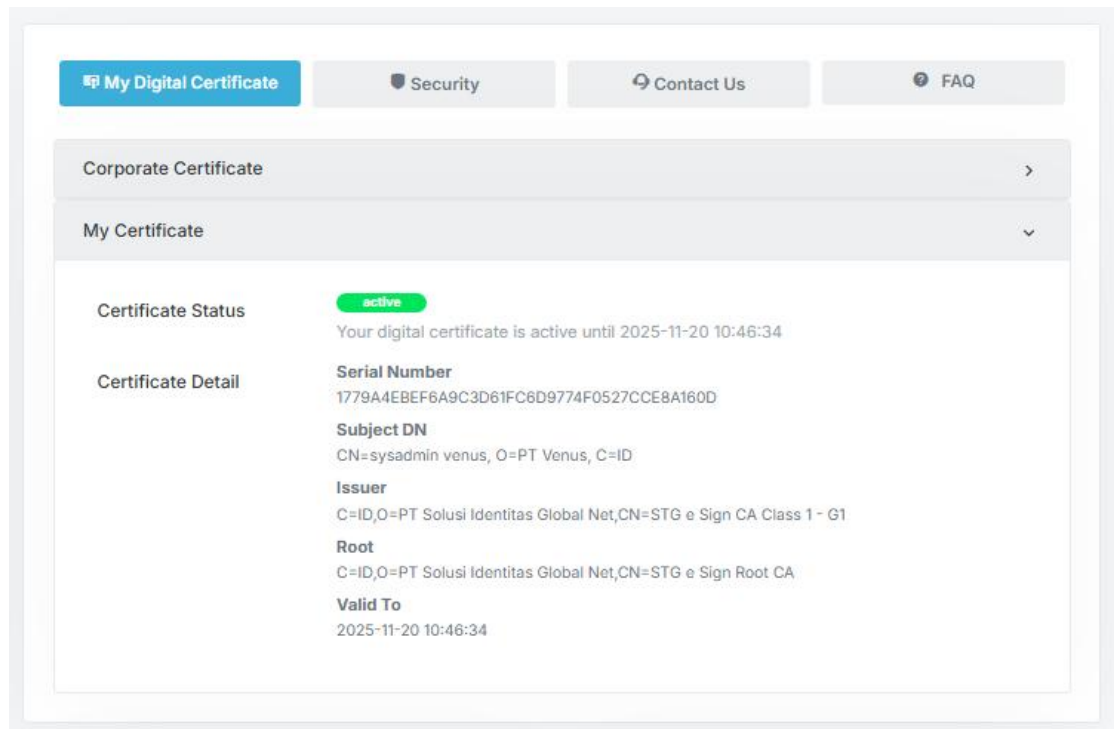 My Digital Certificate
Security
Contact Us
FAQ
Corporate Certificate
My Certificate
Certificate Status
active
Your digital certificate is active until 2025-11-20 10:46:34
Certificate Detail
Serial Number
1779A4EBEF6A9C3D61FC6D9774F0527CCE8A160D
Subject DN
CN=sysadmin venus, O=PT Venus, C=ID
Issuer
C=ID,O=PT Solusi Identitas Global Net,CN=STG e Sign CA Class 1 - G1
Root
C=ID,O=PT Solusi Identitas Global Net,CN=STG e Sign Root CA
Valid To
2025-11-20 10:46:34